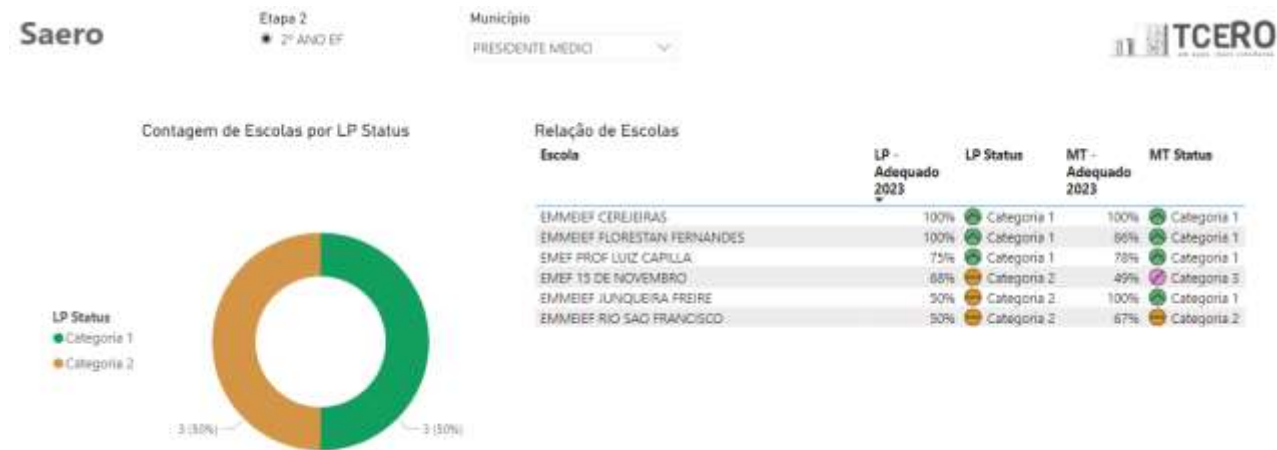 Saero
Etapa 2
2º ANO EF
Município
PRESIDENTE MEDICI
TCERO
Contagem de Escolas por LP Status
LP Status
Categoria 1
Categoria 2
3 (50%)
3 (50%)
Relação de Escolas
Escola LP - Adequado 2023 LP Status MT - Adequado 2023 MT Status
EMMEIEF CEREJEIRAS 100% Categoria 1 100% Categoria 1
EMMEIEF FLORESTAN FERNANDES 100% Categoria 1 86% Categoria 1
EMEF PROF LUIZ CAPILLA 75% Categoria 1 78% Categoria 1
EMEF 15 DE NOVEMBRO 68% Categoria 2 49% Categoria 3
EMMEIEF JUNQUEIRA FREIRE 50% Categoria 2 100% Categoria 1
EMMEIEF RIO SAO FRANCISCO 50% Categoria 2 67% Categoria 2